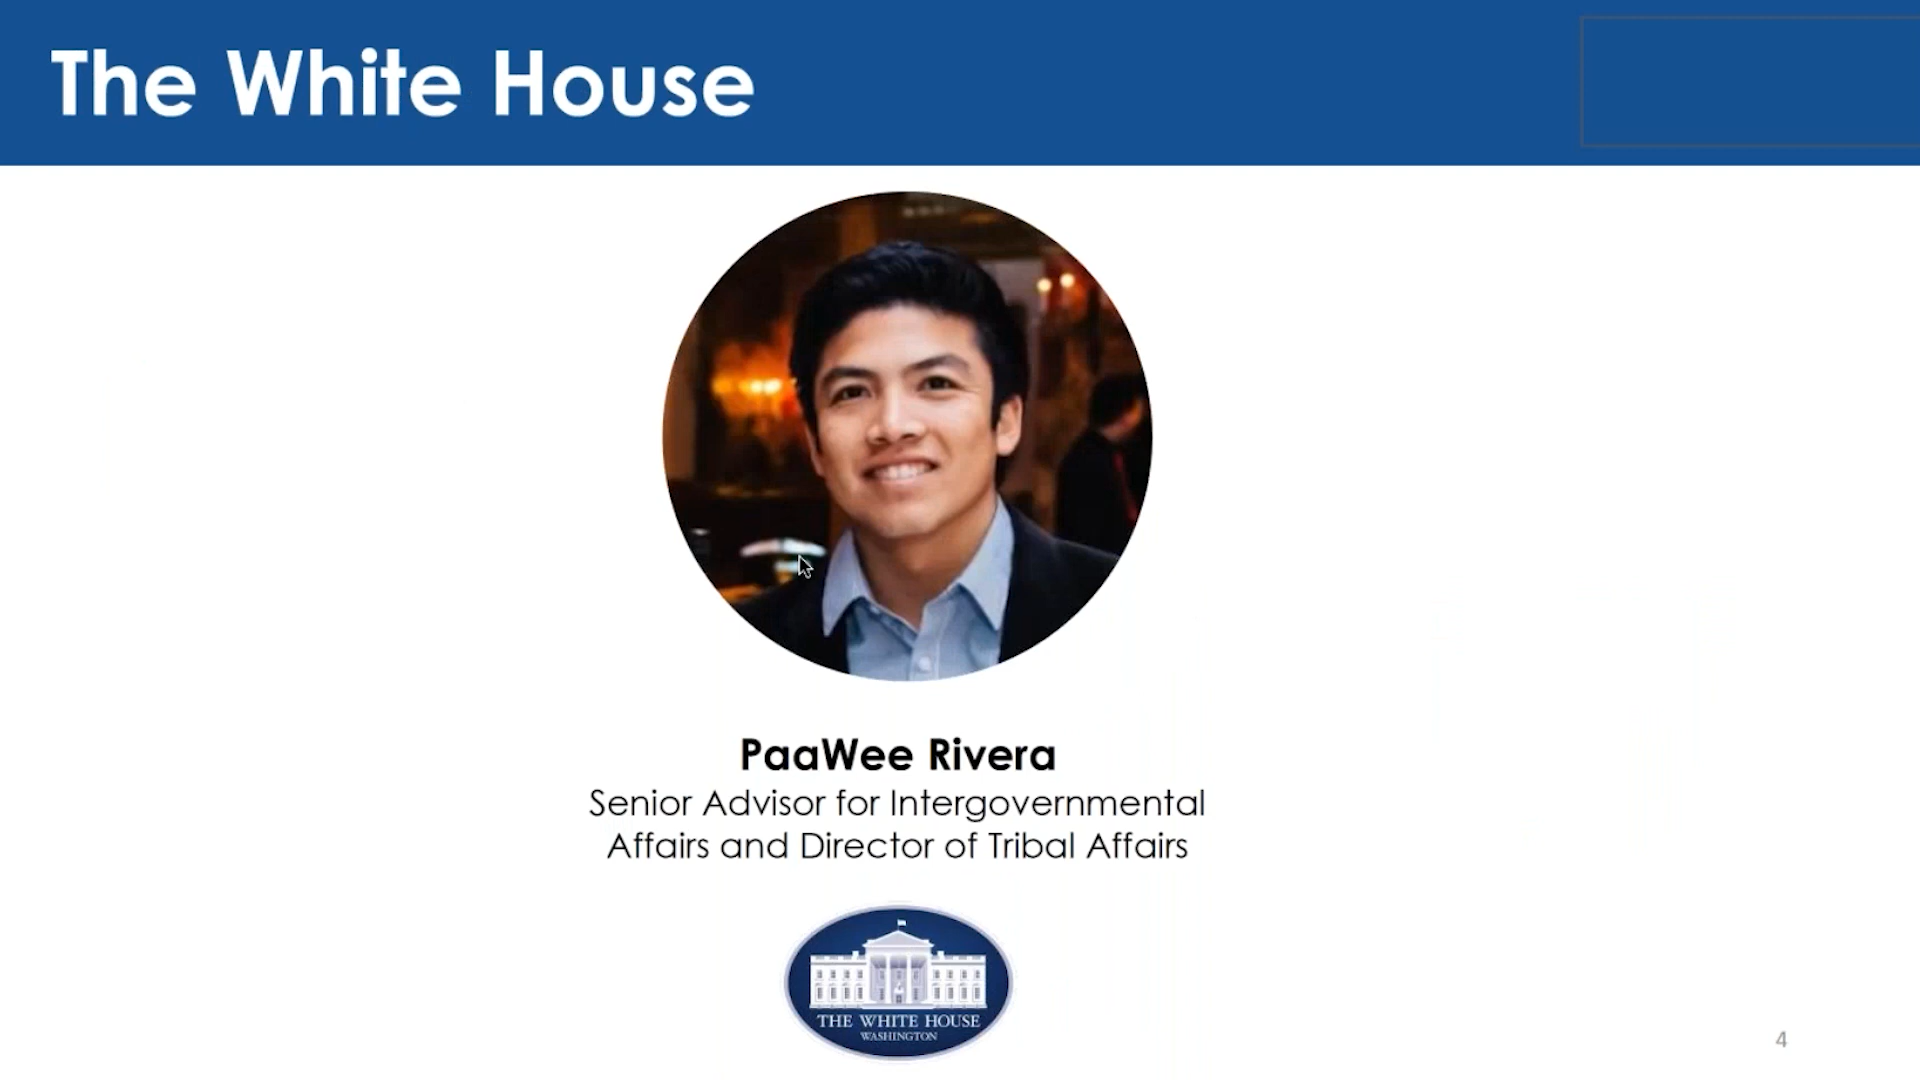 The White House
PaaWee Rivera
Senior Advisor for Intergovernmental
Affairs and Director of Tribal Affairs
THE WHITE HOUSE
WASHINGTON
4